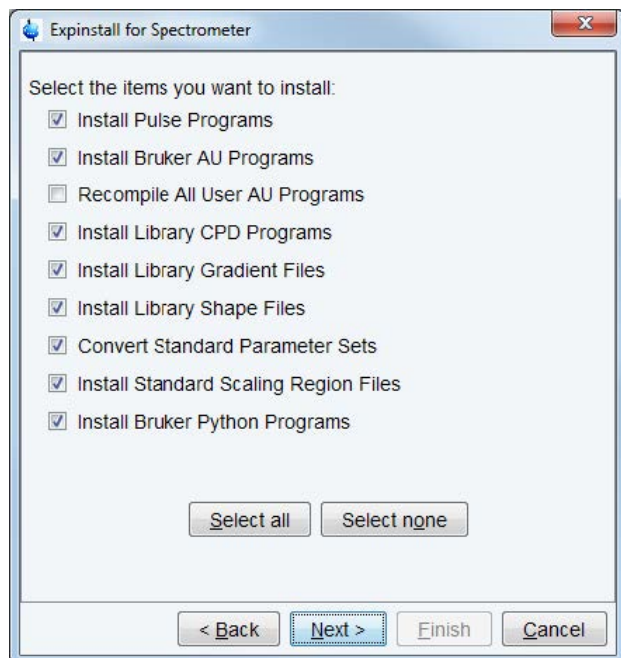 Expinstall for Spectrometer
Select the items you want to install:
Install Pulse Programs
Install Bruker AU Programs
Recompile All User AU Programs
Install Library CPD Programs
Install Library Gradient Files
Install Library Shape Files
Convert Standard Parameter Sets
Install Standard Scaling Region Files
Install Bruker Python Programs
Select all Select none
< Back Next > Finish Cancel